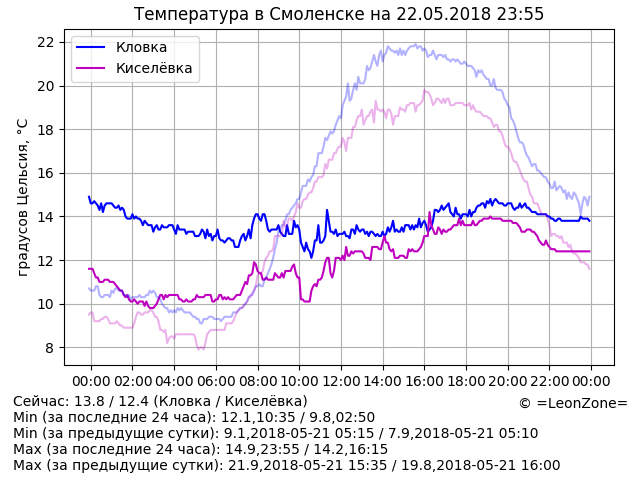 Температура в Смоленске на 22.05.2018 23:55
Кловка
Киселёвка
градусов Цельсия, °C
22
20
18
16
14
12
10
8
00:00 02:00 04:00 06:00 08:00 10:00 12:00 14:00 16:00 18:00 20:00 22:00 00:00
Сейчас: 13.8 / 12.4 (Кловка / Киселёвка)
© =LeonZone=
Min (за последние 24 часа): 12.1,10:35 / 9.8,02:50
Min (за предыдущие сутки): 9.1,2018-05-21 05:15 / 7.9,2018-05-21 05:10
Max (за последние 24 часа): 14.9,23:55 / 14.2,16:15
Max (за предыдущие сутки): 21.9,2018-05-21 15:35 / 19.8,2018-05-21 16:00